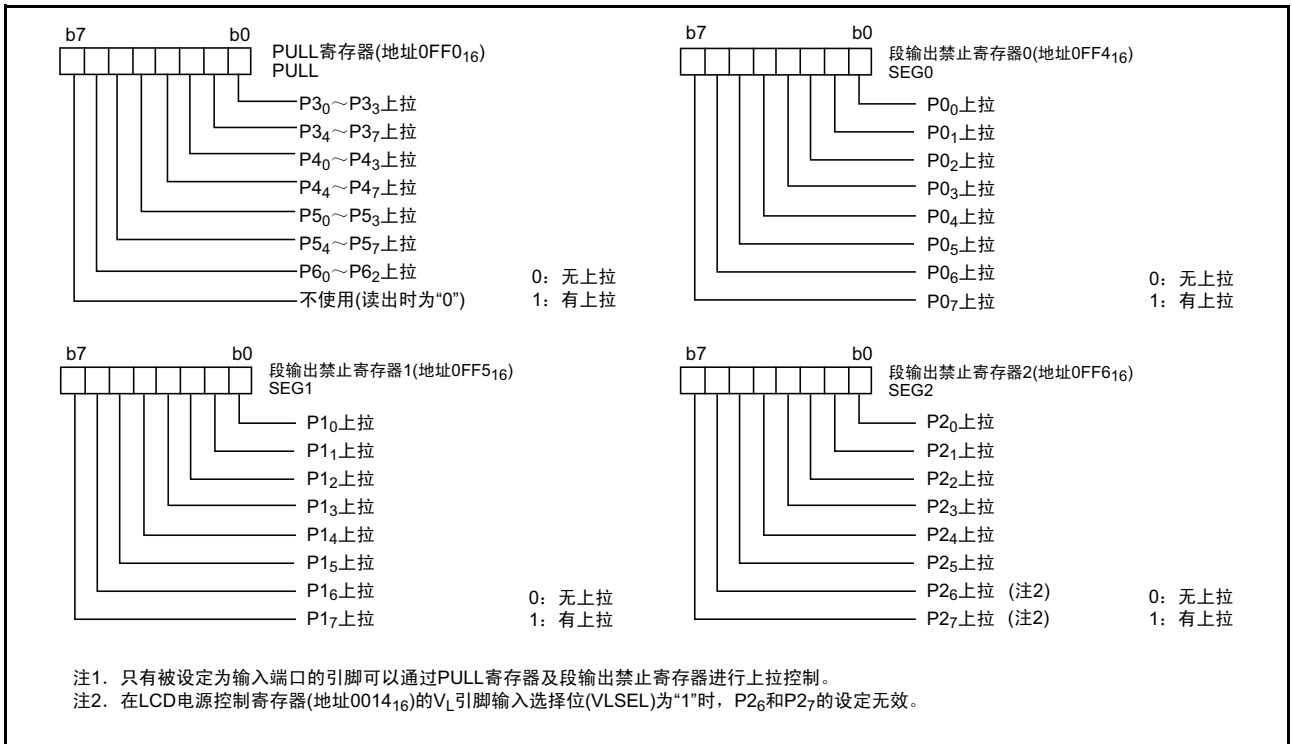 b7 b0
PULL寄存器(地址0FF0₁₆)
PULL
P3₀～P3₃上拉
P3₄～P3₇上拉
P4₀～P4₃上拉
P4₄～P4₇上拉
P5₀～P5₃上拉
P5₄～P5₇上拉
P6₀～P6₂上拉
不使用(读出时为“0”)
0：无上拉
1：有上拉
b7 b0
段输出禁止寄存器0(地址0FF4₁₆)
SEG0
P0₀上拉
P0₁上拉
P0₂上拉
P0₃上拉
P0₄上拉
P0₅上拉
P0₆上拉
P0₇上拉
0：无上拉
1：有上拉
b7 b0
段输出禁止寄存器1(地址0FF5₁₆)
SEG1
P1₀上拉
P1₁上拉
P1₂上拉
P1₃上拉
P1₄上拉
P1₅上拉
P1₆上拉
P1₇上拉
0：无上拉
1：有上拉
b7 b0
段输出禁止寄存器2(地址0FF6₁₆)
SEG2
P2₀上拉
P2₁上拉
P2₂上拉
P2₃上拉
P2₄上拉
P2₅上拉
P2₆上拉 (注2)
P2₇上拉 (注2)
0：无上拉
1：有上拉
注1．只有被设定为输入端口的引脚可以通过PULL寄存器及段输出禁止寄存器进行上拉控制。
注2．在LCD电源控制寄存器(地址0014₁₆)的V_L引脚输入选择位(VLSEL)为“1”时，P2₆和P2₇的设定无效。